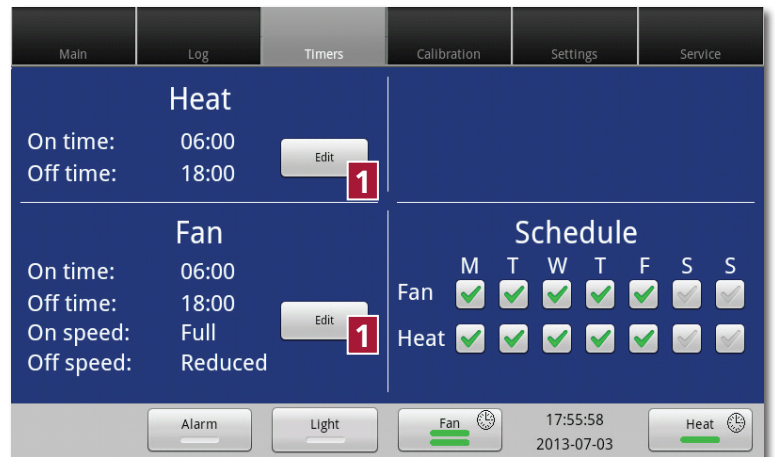 Main Log Timers Calibration Settings Service
Heat
On time: 06:00
Off time: 18:00
Edit
1
Fan
On time: 06:00
Off time: 18:00
On speed: Full
Off speed: Reduced
Edit
1
Schedule
M T W T F S S
Fan
Heat
Alarm Light Fan 17:55:58 Heat
2013-07-03